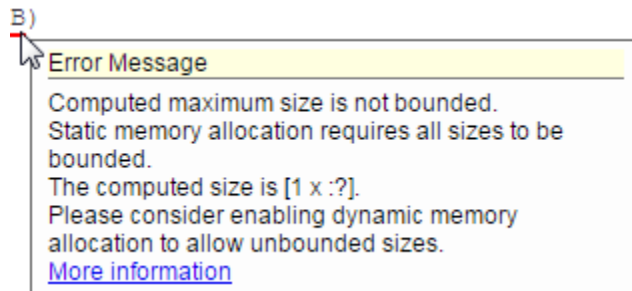 B)
Error Message
Computed maximum size is not bounded.
Static memory allocation requires all sizes to be
bounded.
The computed size is [1 x :?].
Please consider enabling dynamic memory
allocation to allow unbounded sizes.
More information